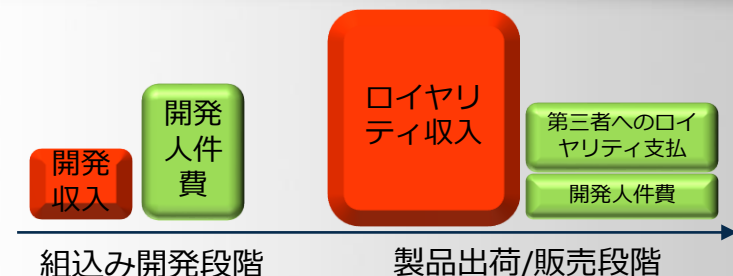 開発
収入
開発
人件
費
ロイヤリ
ティ収入
第三者へのロイ
ヤリティ支払
開発人件費
組込み開発段階
製品出荷/販売段階